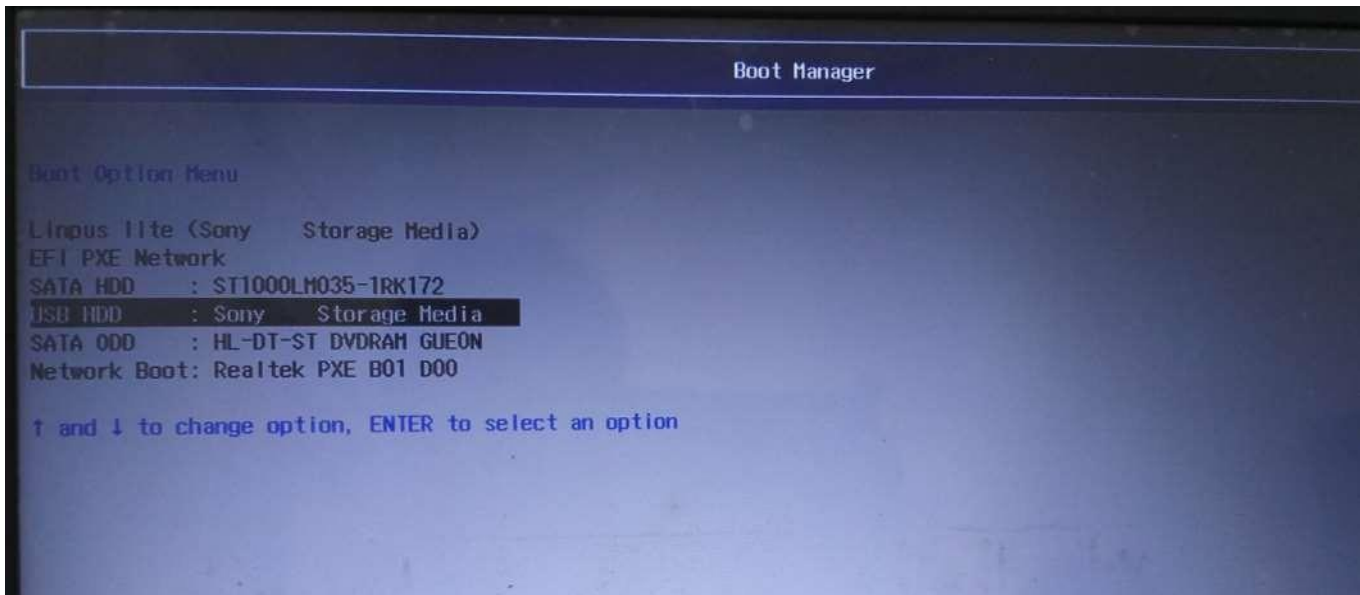 Boot Manager
Boot Option Menu
Linpus lite (Sony    Storage Media)
EFI PXE Network
SATA HDD     : ST1000LM035-1RK172
USB HDD      : Sony    Storage Media
SATA ODD     : HL-DT-ST DVDRAM GUE0N
Network Boot: Realtek PXE B01 D00
↑ and ↓ to change option, ENTER to select an option